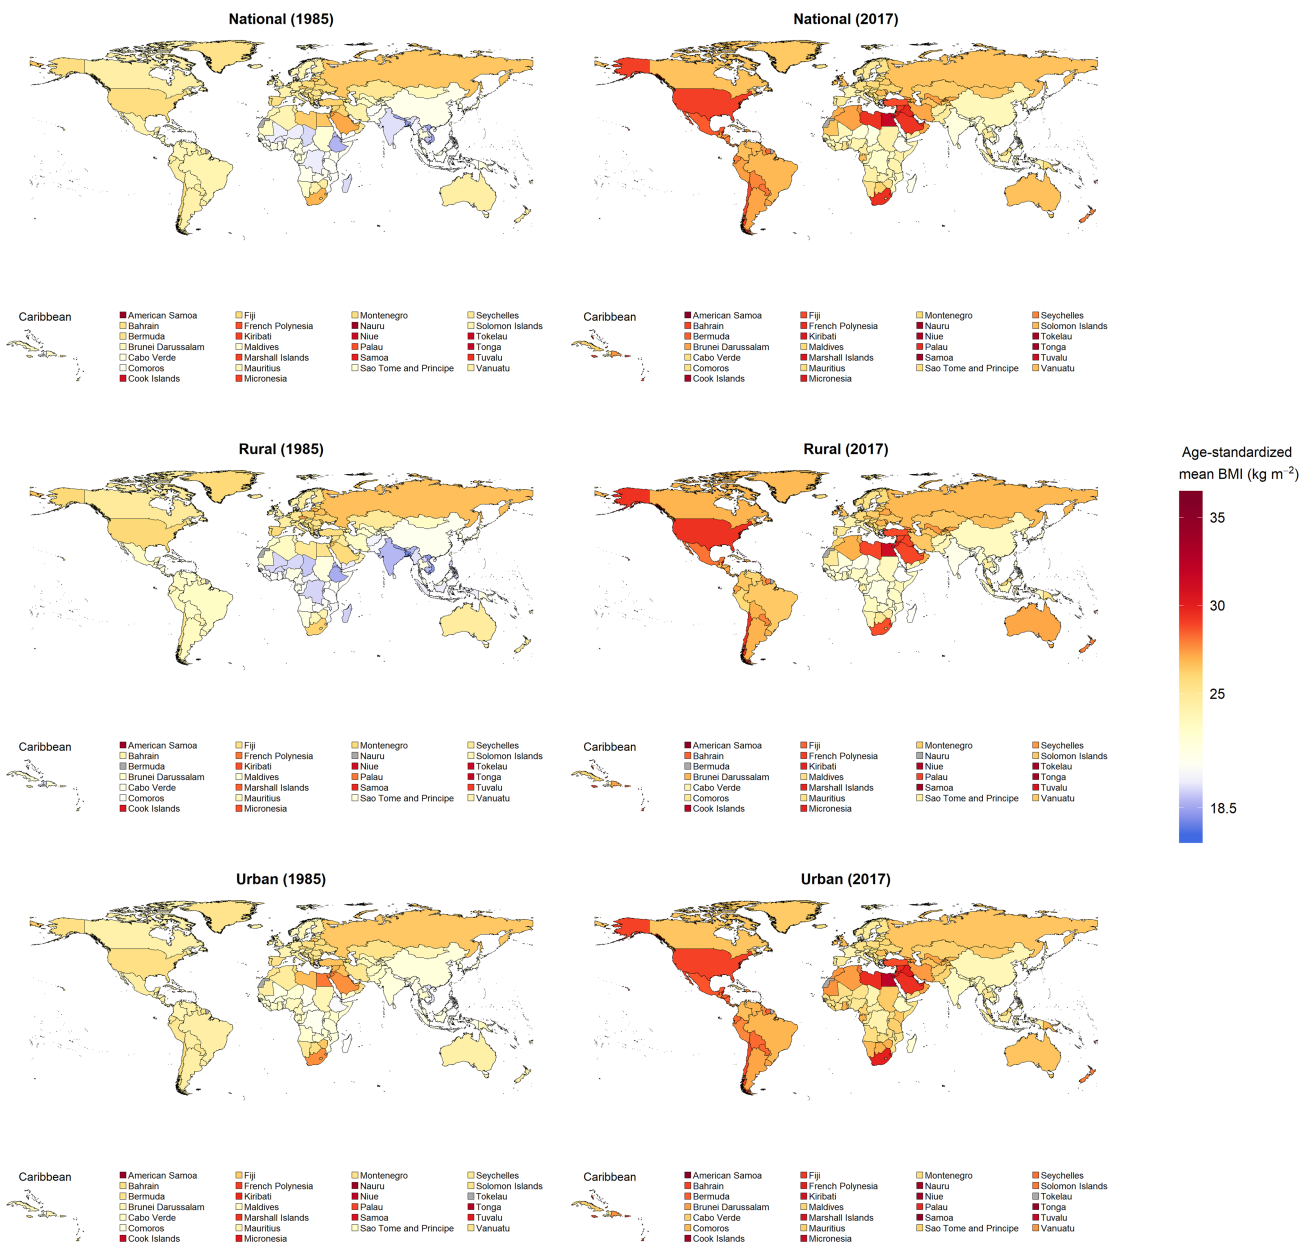 National (1985)
National (2017)
Caribbean
American Samoa
Bahrain
Bermuda
Brunei Darussalam
Cabo Verde
Comoros
Cook Islands
Fiji
French Polynesia
Kiribati
Maldives
Marshall Islands
Mauritius
Micronesia
Montenegro
Nauru
Niue
Palau
Samoa
Sao Tome and Principe
Seychelles
Solomon Islands
Tokelau
Tonga
Tuvalu
Vanuatu
Caribbean
American Samoa
Bahrain
Bermuda
Brunei Darussalam
Cabo Verde
Comoros
Cook Islands
Fiji
French Polynesia
Kiribati
Maldives
Marshall Islands
Mauritius
Micronesia
Montenegro
Nauru
Niue
Palau
Samoa
Sao Tome and Principe
Seychelles
Solomon Islands
Tokelau
Tonga
Tuvalu
Vanuatu
Rural (1985)
Rural (2017)
Caribbean
American Samoa
Bahrain
Bermuda
Brunei Darussalam
Cabo Verde
Comoros
Cook Islands
Fiji
French Polynesia
Kiribati
Maldives
Marshall Islands
Mauritius
Micronesia
Montenegro
Nauru
Niue
Palau
Samoa
Sao Tome and Principe
Seychelles
Solomon Islands
Tokelau
Tonga
Tuvalu
Vanuatu
Caribbean
American Samoa
Bahrain
Bermuda
Brunei Darussalam
Cabo Verde
Comoros
Cook Islands
Fiji
French Polynesia
Kiribati
Maldives
Marshall Islands
Mauritius
Micronesia
Montenegro
Nauru
Niue
Palau
Samoa
Sao Tome and Principe
Seychelles
Solomon Islands
Tokelau
Tonga
Tuvalu
Vanuatu
Age-standardized
mean BMI (kg m⁻²)
35
30
25
18.5
Urban (1985)
Urban (2017)
Caribbean
American Samoa
Bahrain
Bermuda
Brunei Darussalam
Cabo Verde
Comoros
Cook Islands
Fiji
French Polynesia
Kiribati
Maldives
Marshall Islands
Mauritius
Micronesia
Montenegro
Nauru
Niue
Palau
Samoa
Sao Tome and Principe
Seychelles
Solomon Islands
Tokelau
Tonga
Tuvalu
Vanuatu
Caribbean
American Samoa
Bahrain
Bermuda
Brunei Darussalam
Cabo Verde
Comoros
Cook Islands
Fiji
French Polynesia
Kiribati
Maldives
Marshall Islands
Mauritius
Micronesia
Montenegro
Nauru
Niue
Palau
Samoa
Sao Tome and Principe
Seychelles
Solomon Islands
Tokelau
Tonga
Tuvalu
Vanuatu